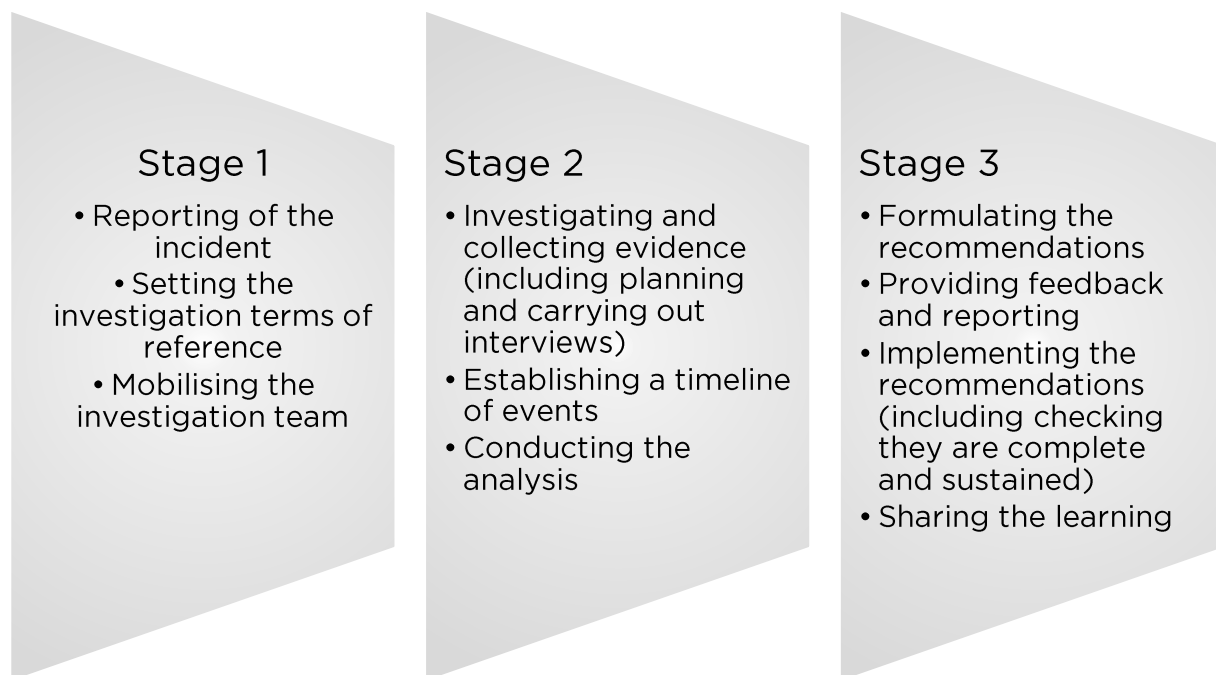 Stage 1
• Reporting of the
incident
• Setting the
investigation terms of
reference
• Mobilising the
investigation team
Stage 2
• Investigating and
collecting evidence
(including planning
and carrying out
interviews)
• Establishing a timeline
of events
• Conducting the
analysis
Stage 3
• Formulating the
recommendations
• Providing feedback
and reporting
• Implementing the
recommendations
(including checking
they are complete
and sustained)
• Sharing the learning